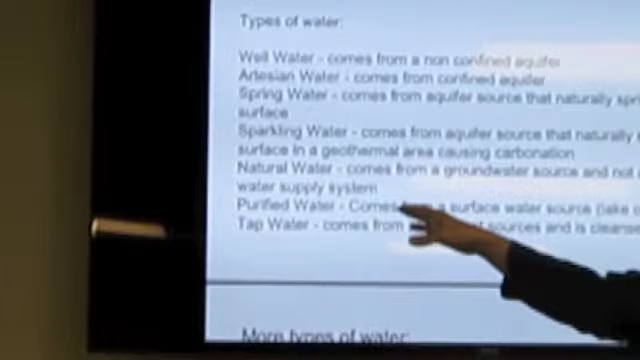 Types of water:
Well Water - comes from a non confined aquifer
Artesian Water - comes from confined aquifer
Spring Water - comes from aquifer source that naturally
surface
Sparkling Water - comes from aquifer source that naturally
surface in a geothermal area causing carbonation
Natural Water - comes from a groundwater source and not
water supply system
Purified Water - Comes from a surface water source (lake
Tap Water - comes from sources and is
More types of water: